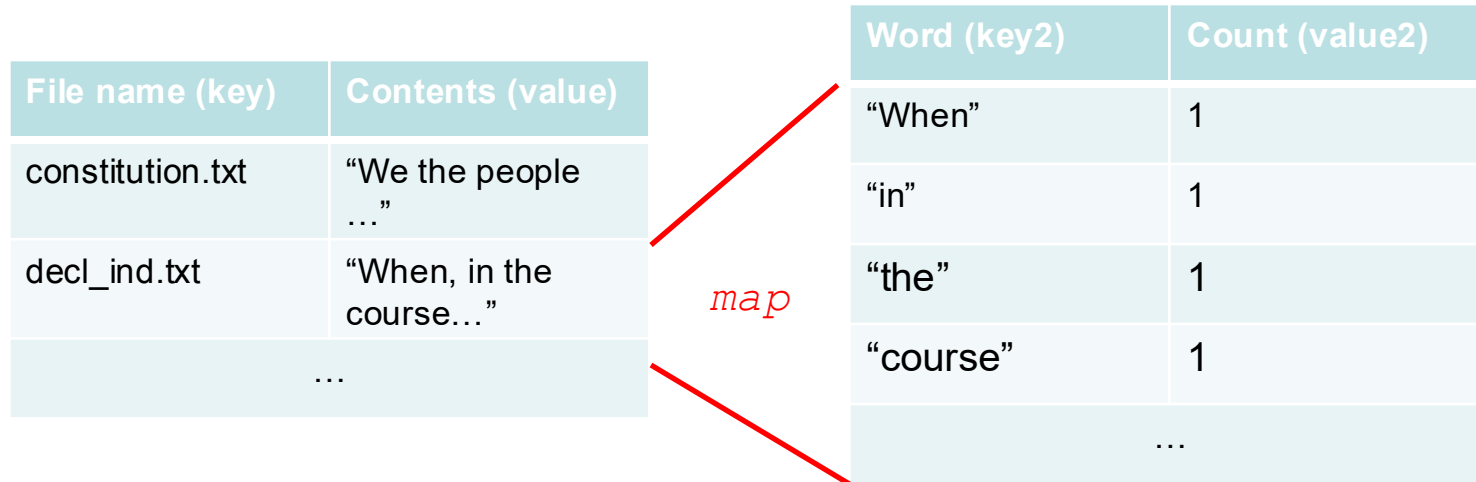 File name (key) Contents (value)
constitution.txt “We the people
…”
decl_ind.txt “When, in the
course…”
…
map
Word (key2) Count (value2)
“When” 1
“in” 1
“the” 1
“course” 1
…